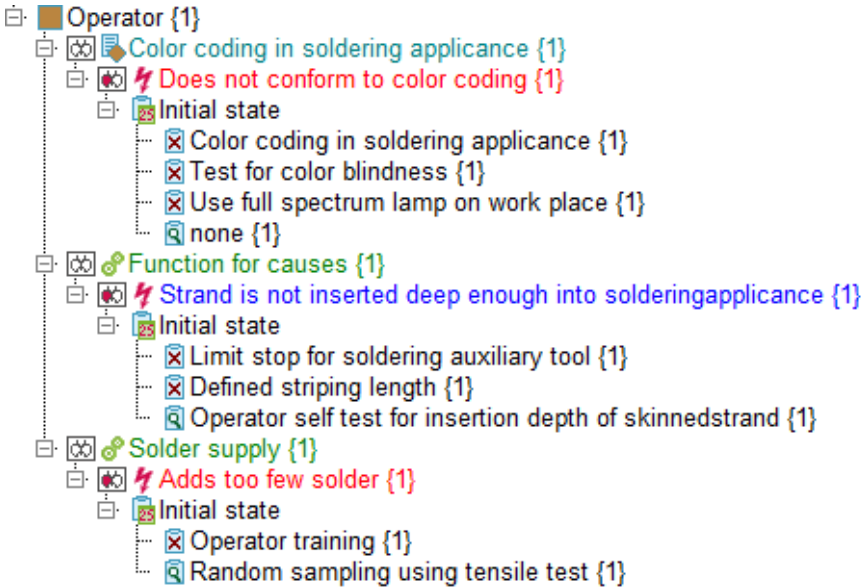 Operator {1}
Color coding in soldering applicance {1}
Does not conform to color coding {1}
Initial state
Color coding in soldering applicance {1}
Test for color blindness {1}
Use full spectrum lamp on work place {1}
none {1}
Function for causes {1}
Strand is not inserted deep enough into solderingapplicance {1}
Initial state
Limit stop for soldering auxiliary tool {1}
Defined striping length {1}
Operator self test for insertion depth of skinnedstrand {1}
Solder supply {1}
Adds too few solder {1}
Initial state
Operator training {1}
Random sampling using tensile test {1}